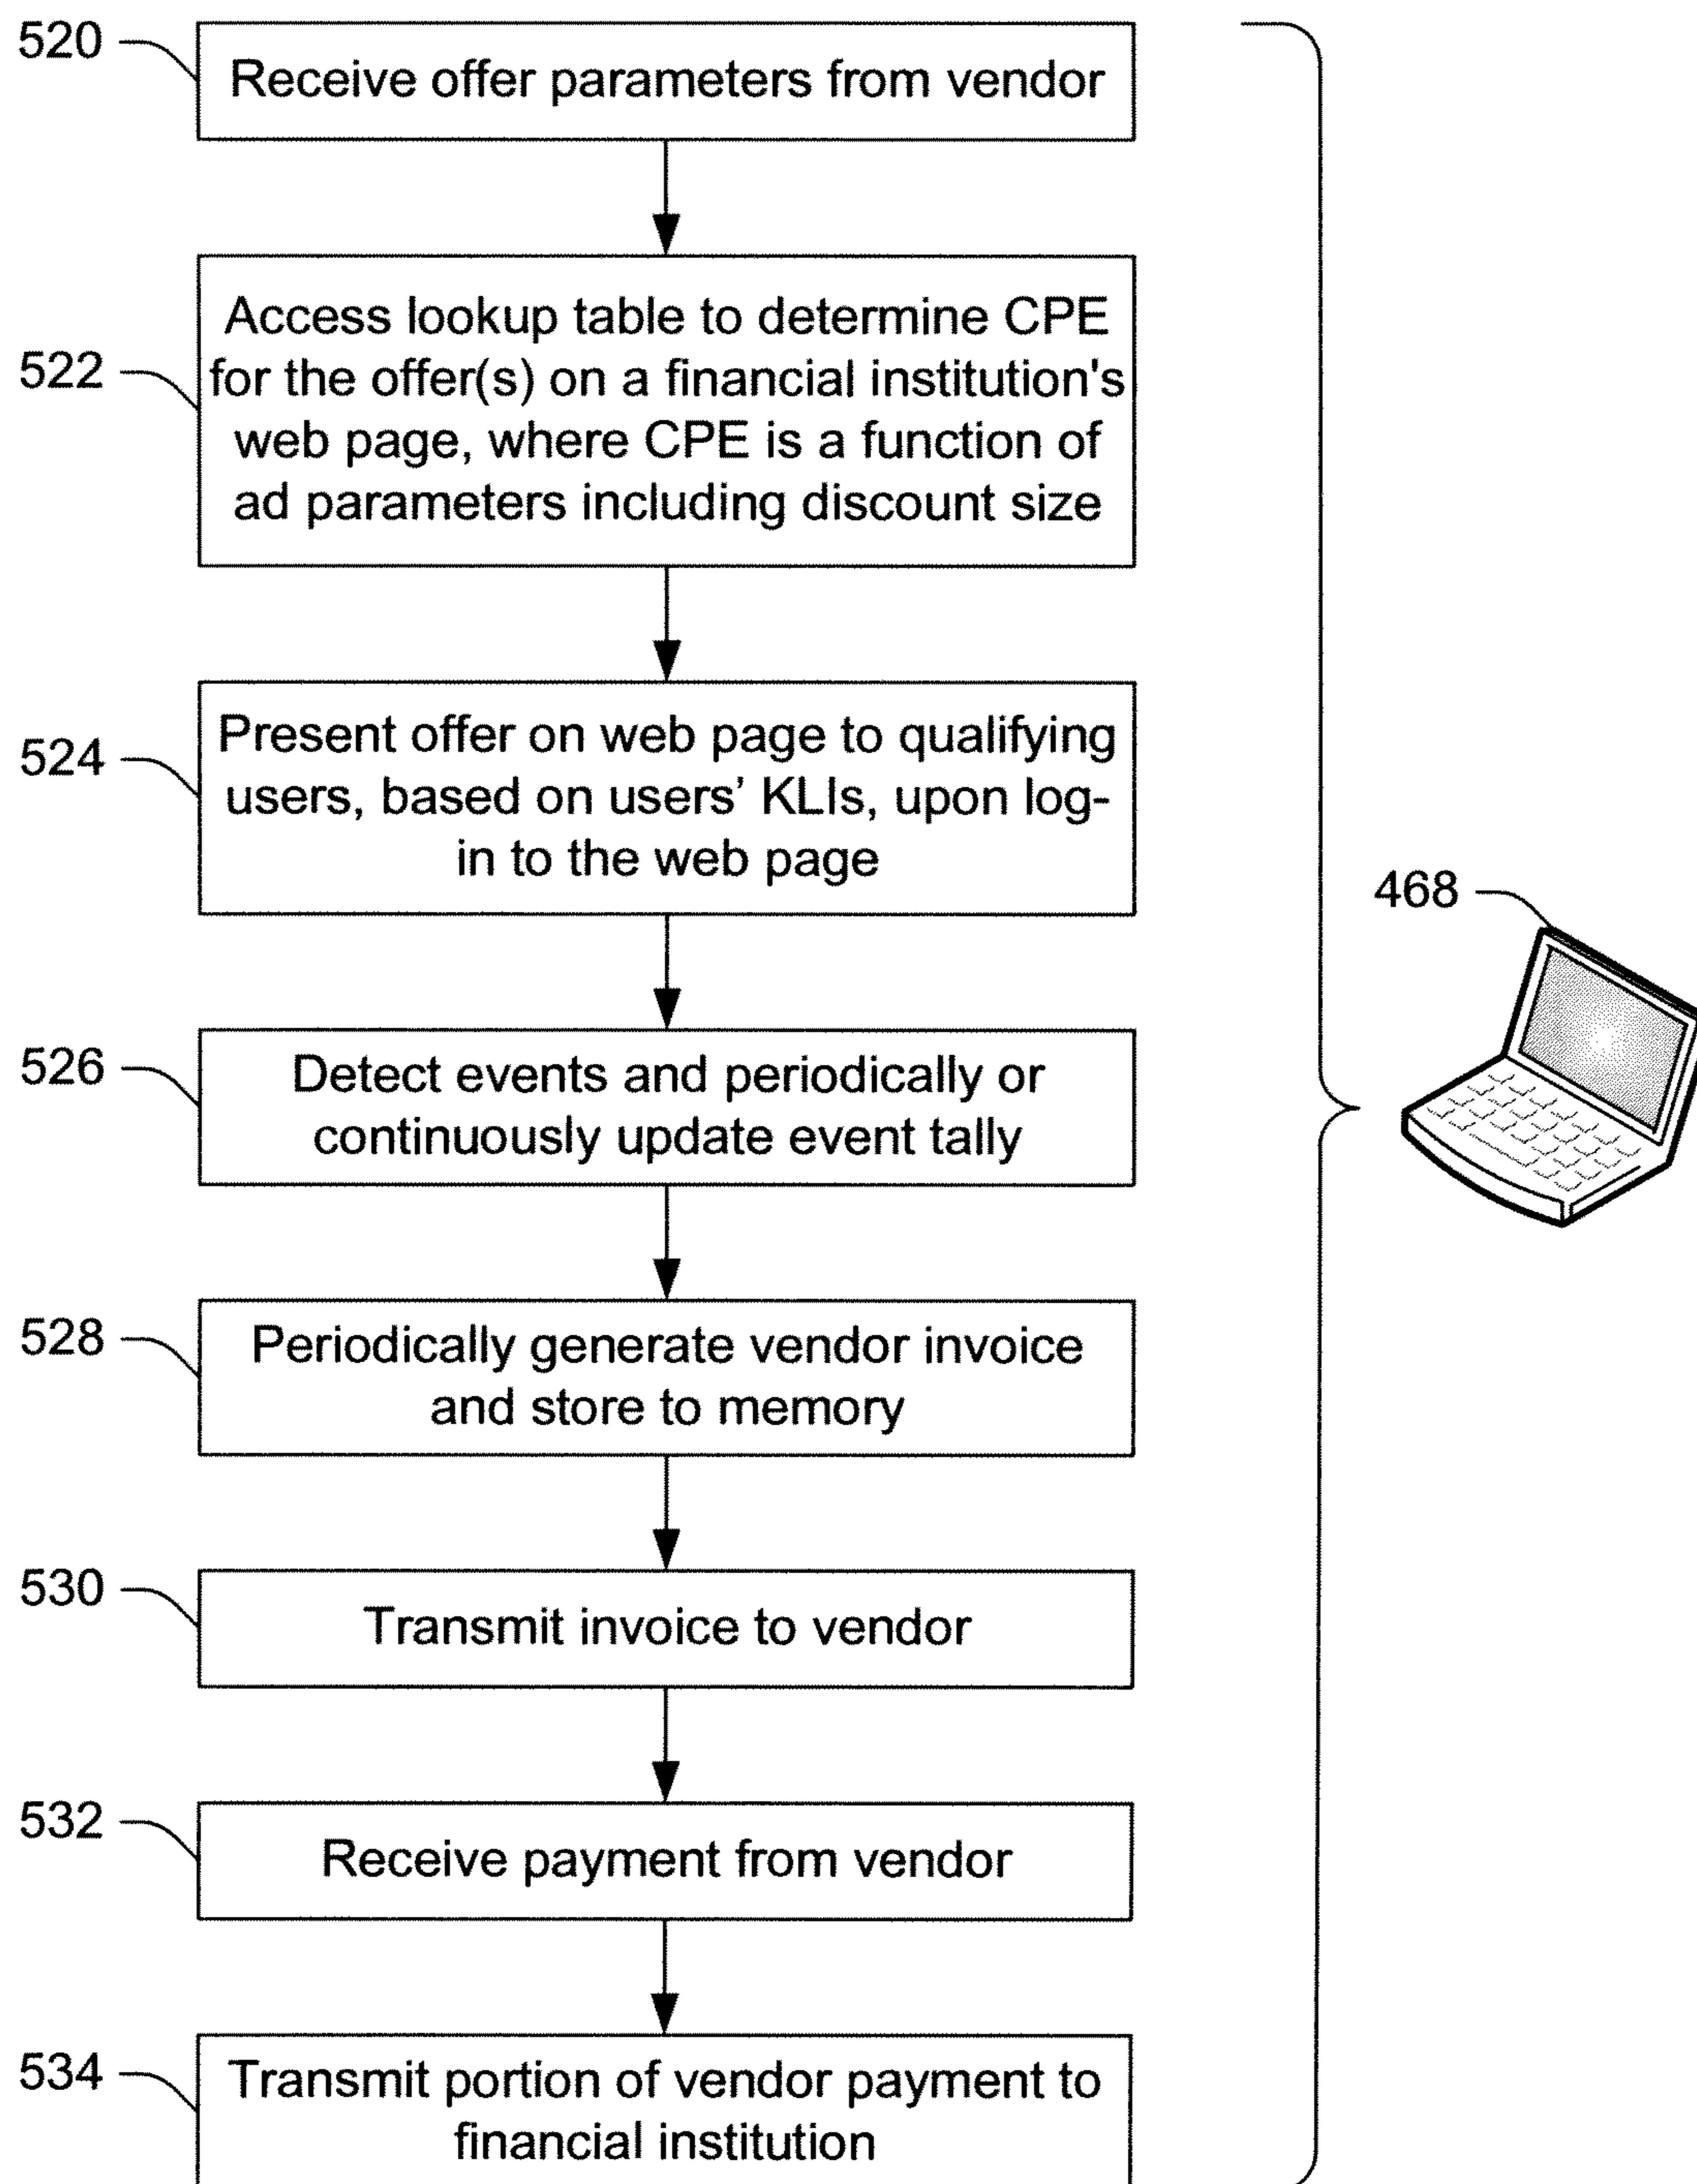 520
Receive offer parameters from vendor
522
Access lookup table to determine CPE
for the offer(s) on a financial institution's
web page, where CPE is a function of
ad parameters including discount size
524
Present offer on web page to qualifying
users, based on users’ KLIs, upon log-
in to the web page
468
526
Detect events and periodically or
continuously update event tally
528
Periodically generate vendor invoice
and store to memory
530
Transmit invoice to vendor
532
Receive payment from vendor
534
Transmit portion of vendor payment to
financial institution